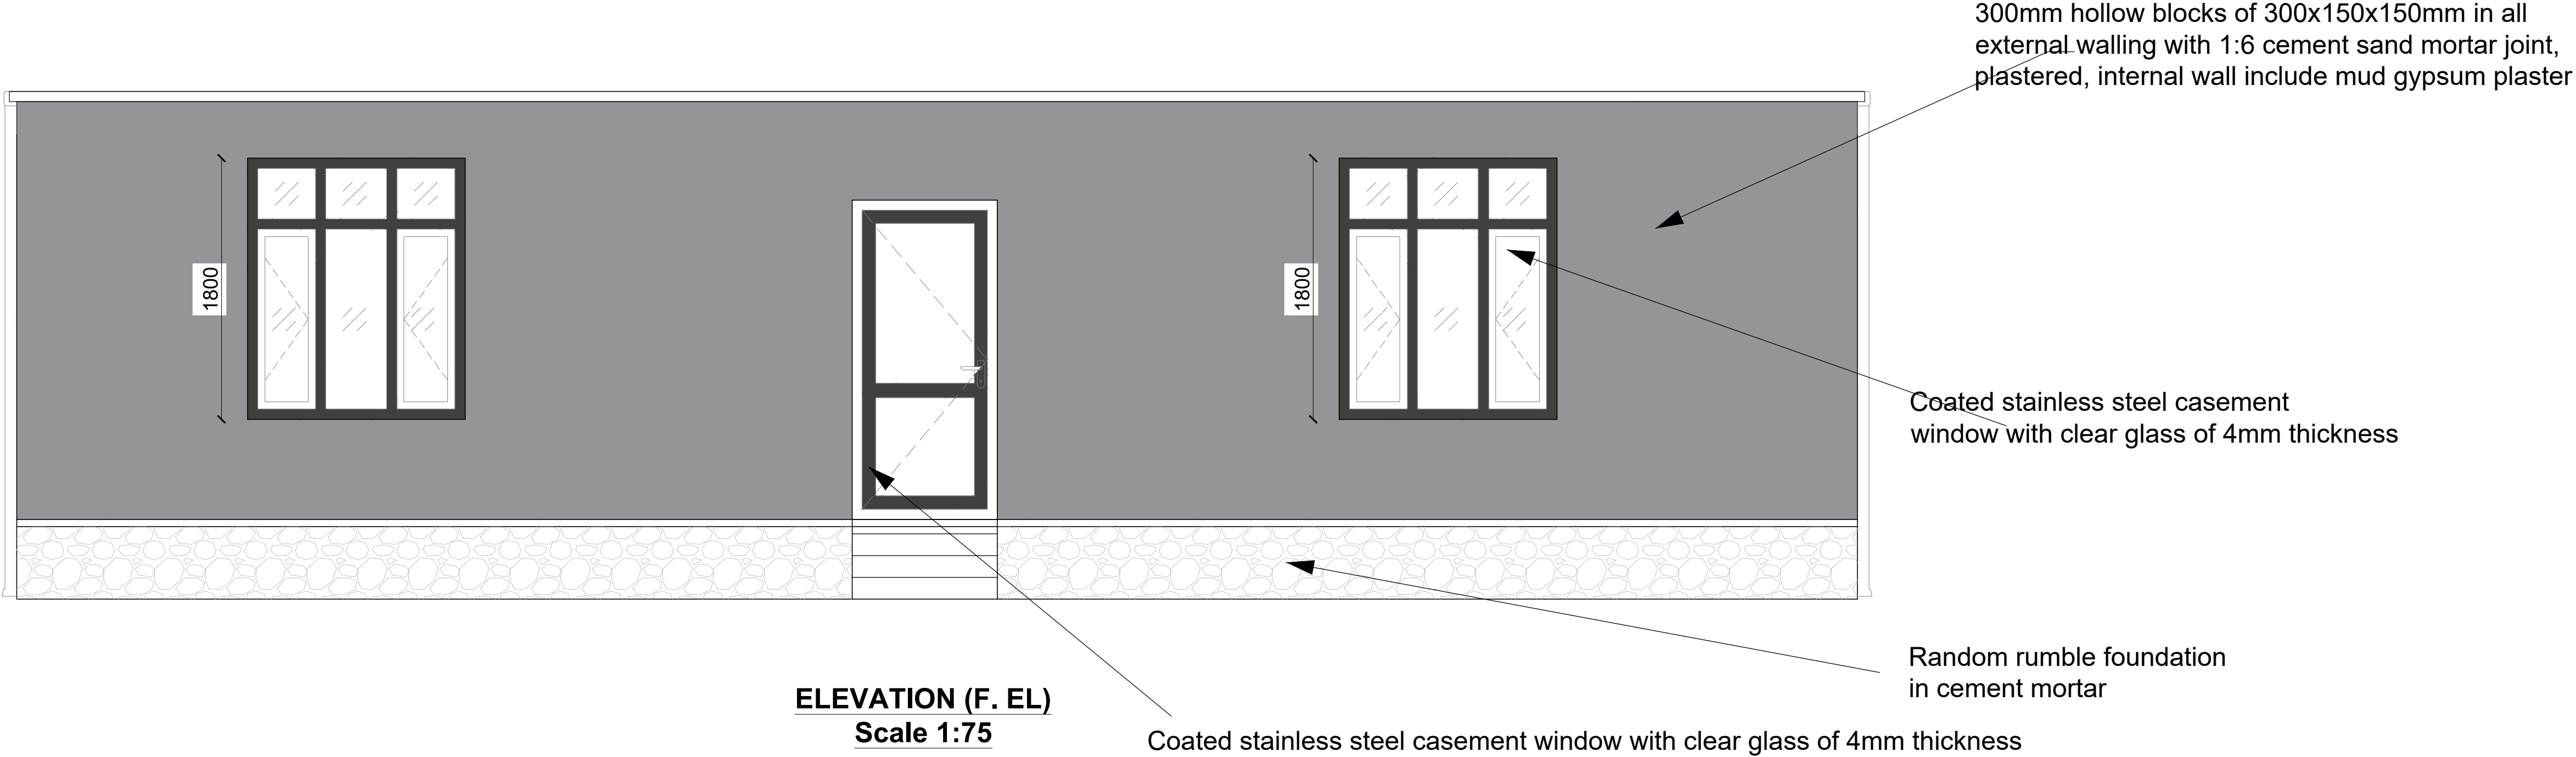 300mm hollow blocks of 300x150x150mm in all
external walling with 1:6 cement sand mortar joint,
plastered, internal wall include mud gypsum plaster
1800
1800
Coated stainless steel casement
window with clear glass of 4mm thickness
Random rumble foundation
in cement mortar
ELEVATION (F. EL)
Scale 1:75
Coated stainless steel casement window with clear glass of 4mm thickness